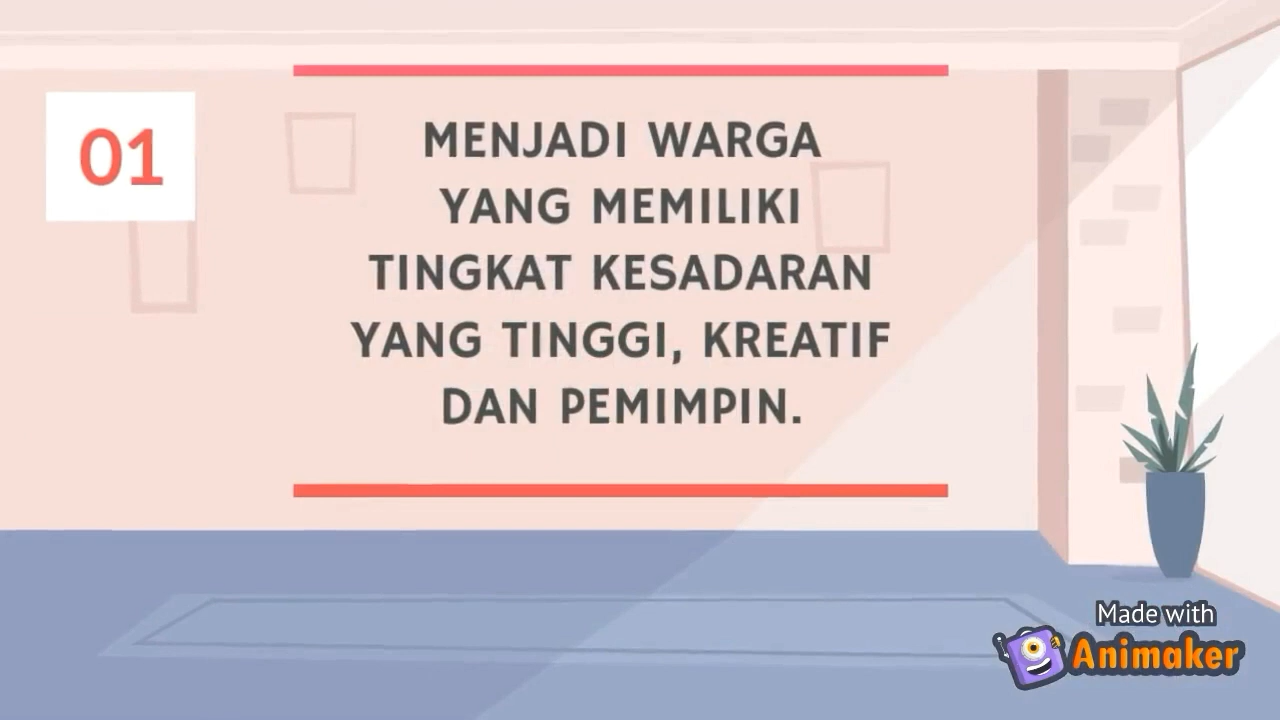 01
MENJADI WARGA
YANG MEMILIKI
TINGKAT KESADARAN
YANG TINGGI, KREATIF
DAN PEMIMPIN.
Made with
Animaker